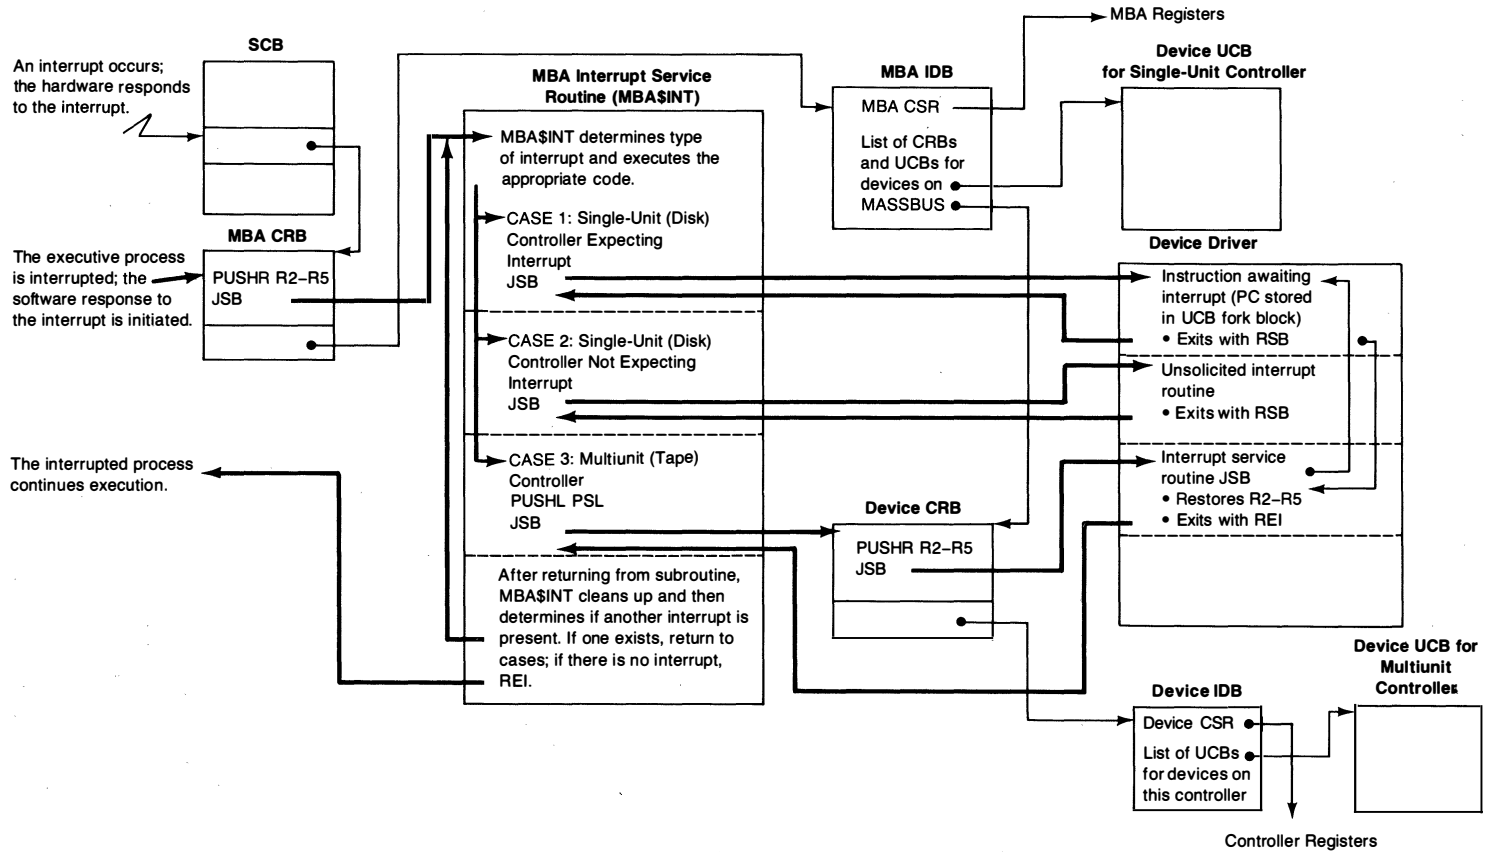 MBA Registers
SCB
An interrupt occurs;
the hardware responds
to the interrupt.
MBA Interrupt Service
Routine (MBA$INT)
MBA IDB
Device UCB
for Single-Unit Controller
MBA CSR
List of CRBs
and UCBs for
devices on
MASSBUS
MBA$INT determines type
of interrupt and executes the
appropriate code.
CASE 1: Single-Unit (Disk)
Controller Expecting
Interrupt
JSB
MBA CRB
The executive process
is interrupted; the
software response to
the interrupt is initiated.
PUSHR R2–R5
JSB
Device Driver
Instruction awaiting
interrupt (PC stored
in UCB fork block)
• Exits with RSB
CASE 2: Single-Unit (Disk)
Controller Not Expecting
Interrupt
JSB
Unsolicited interrupt
routine
• Exits with RSB
The interrupted process
continues execution.
CASE 3: Multiunit (Tape)
Controller
PUSHL PSL
JSB
Interrupt service
routine JSB
• Restores R2–R5
• Exits with REI
Device CRB
PUSHR R2–R5
JSB
After returning from subroutine,
MBA$INT cleans up and then
determines if another interrupt is
present. If one exists, return to
cases; if there is no interrupt,
REI.
Device IDB
Device CSR
List of UCBs
for devices on
this controller
Device UCB for
Multiunit
Controller
Controller Registers